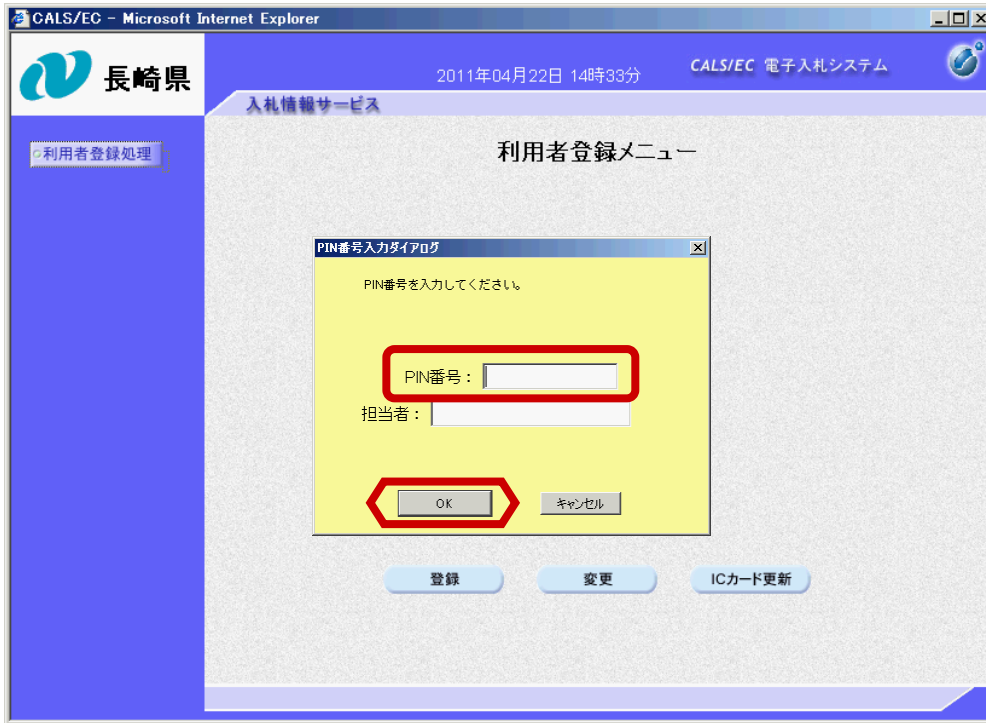 CALS/EC - Microsoft Internet Explorer
長崎県
2011年04月22日 14時33分
CALS/EC 電子入札システム
入札情報サービス
利用者登録処理
利用者登録メニュー
PIN番号入力ダイアログ
PIN番号を入力してください。
PIN番号：
担当者：
OK
キャンセル
登録
変更
ICカード更新